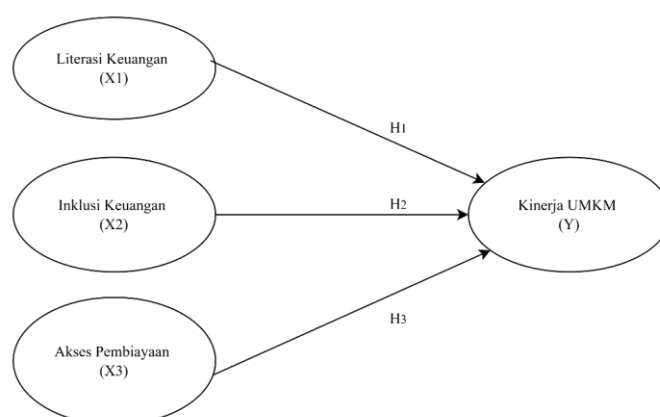 Literasi Keuangan
(X1)
H1
Inklusi Keuangan
(X2)
H2
Kinerja UMKM
(Y)
H3
Akses Pembiayaan
(X3)